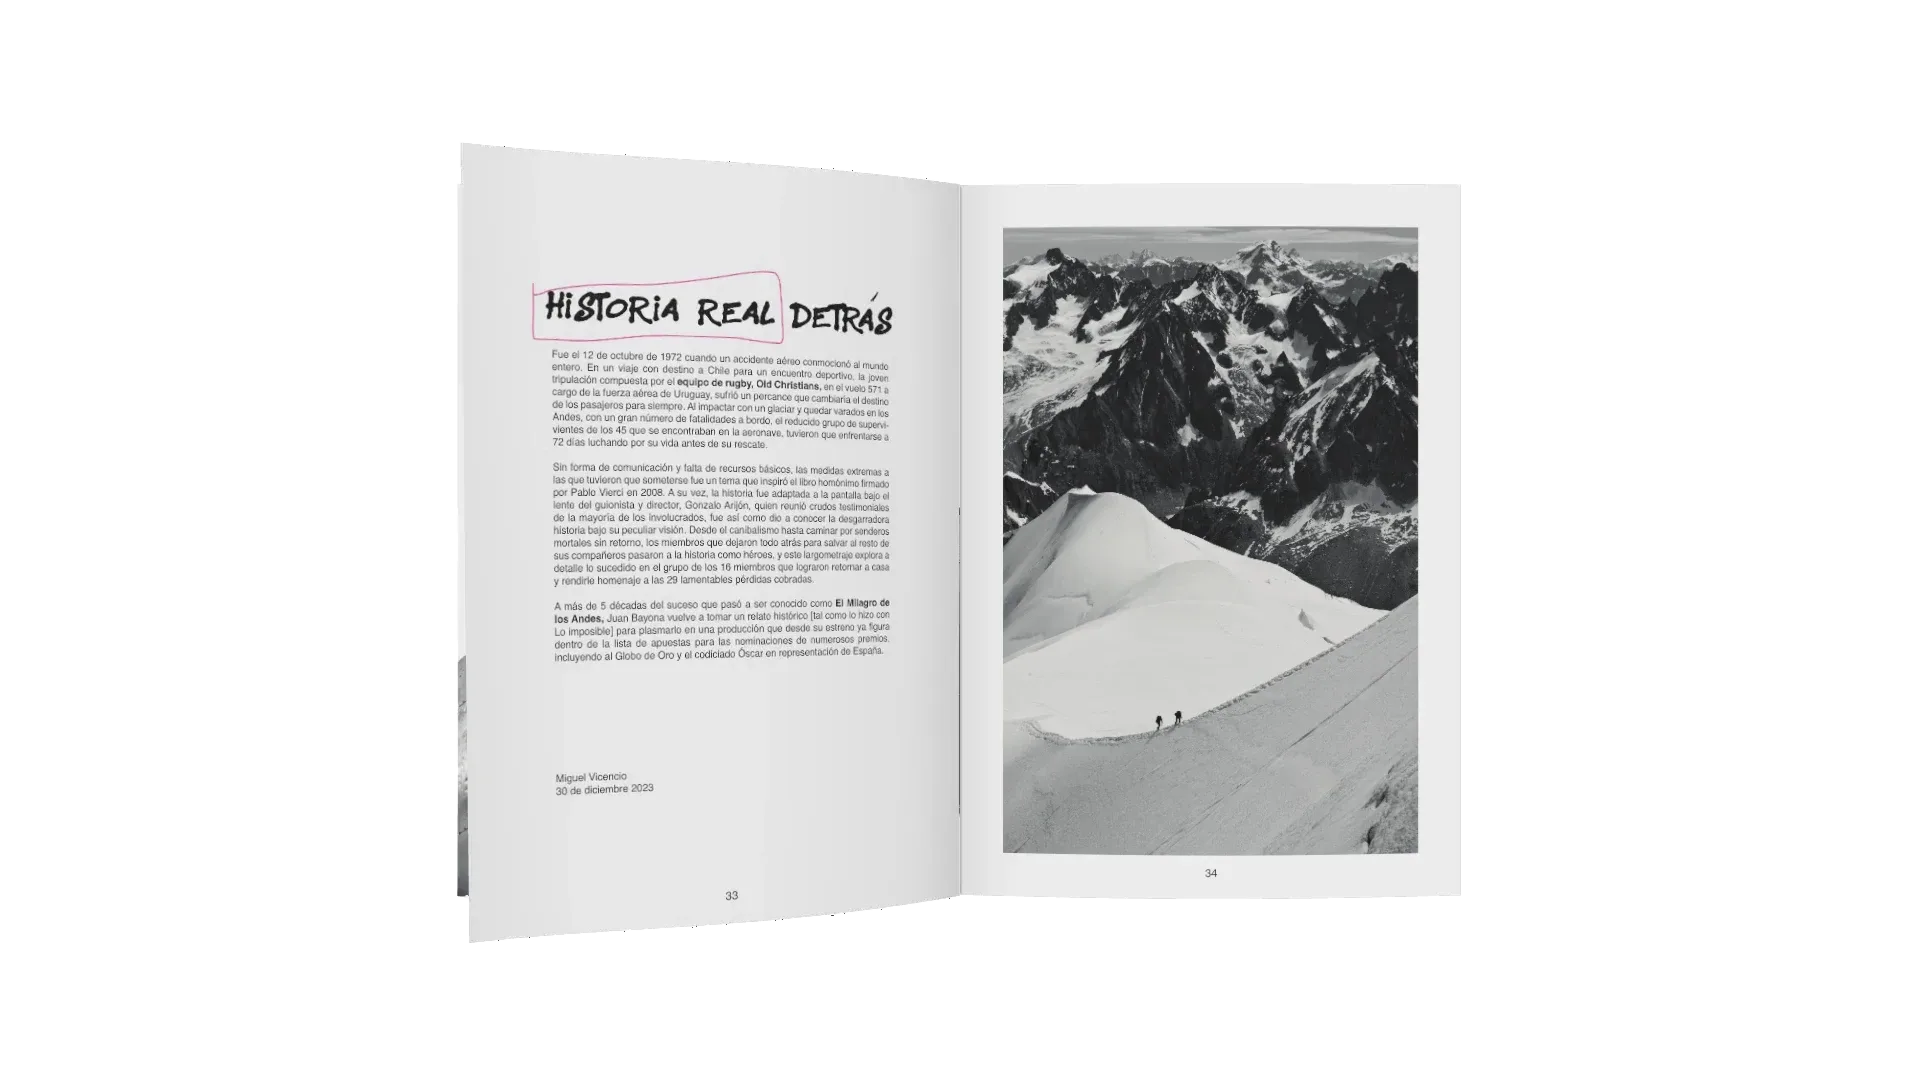 HiSTORiA REAL DETRÁS
Fue el 12 de octubre de 1972 cuando un accidente aéreo conmocionó al mundo
entero. En un viaje con destino a Chile para un encuentro deportivo, la joven
tripulación compuesta por el equipo de rugby, Old Christians, en el vuelo 571 a
cargo de la fuerza aérea de Uruguay, sufrió un percance que cambiaría el destino
de los pasajeros para siempre. Al impactar con un glaciar y quedar varados en los
Andes, con un gran número de fatalidades a bordo, el reducido grupo de supervi-
vientes de los 45 que se encontraban en la aeronave, tuvieron que enfrentarse a
72 días luchando por su vida antes de su rescate.
Sin forma de comunicación y falta de recursos básicos, las medidas extremas a
las que tuvieron que someterse fue un tema que inspiró el libro homónimo firmado
por Pablo Vierci en 2008. A su vez, la historia fue adaptada a la pantalla bajo el
lente del guionista y director, Gonzalo Arijón, quien reunió crudos testimoniales
de la mayoría de los involucrados, fue así como dio a conocer la desgarradora
historia bajo su peculiar visión. Desde el canibalismo hasta caminar por senderos
mortales sin retorno, los miembros que dejaron todo atrás para salvar al resto de
sus compañeros pasaron a la historia como héroes, y este largometraje explora a
detalle lo sucedido en el grupo de los 16 miembros que lograron retornar a casa
y rendirle homenaje a las 29 lamentables pérdidas cobradas.
A más de 5 décadas del suceso que pasó a ser conocido como El Milagro de
los Andes, Juan Bayona vuelve a tomar un relato histórico [tal como lo hizo con
Lo imposible] para plasmarlo en una producción que desde su estreno ya figura
dentro de la lista de apuestas para las nominaciones de numerosos premios,
incluyendo al Globo de Oro y el codiciado Óscar en representación de España.
Miguel Vicencio
30 de diciembre 2023
33
34